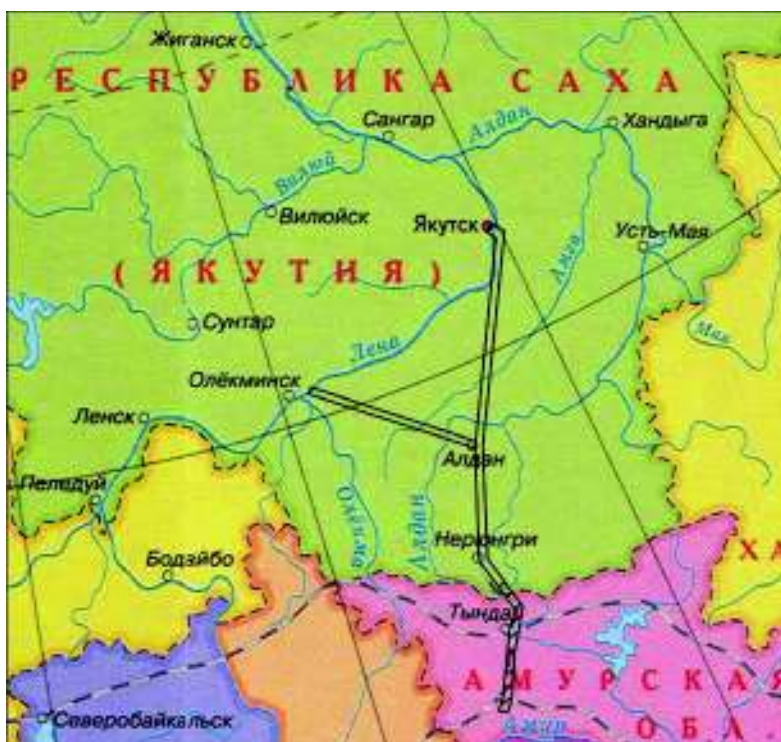 Жиганск
РЕСПУБЛИКА САХА
Сангар
Алдан
Хандыга
Вилюй
Вилюйск
Якутск
Амга
Усть-Мая
(ЯКУТИЯ)
Сунтар
Лена
Мая
Олёкминск
Ленск
Алдан
Пеледуй
Олёкма
Алдан
Нерюнгри
Бодайбо
ХА
Тында
АМУРСКАЯ
Северобайкальск
Амур
ОБЛ.